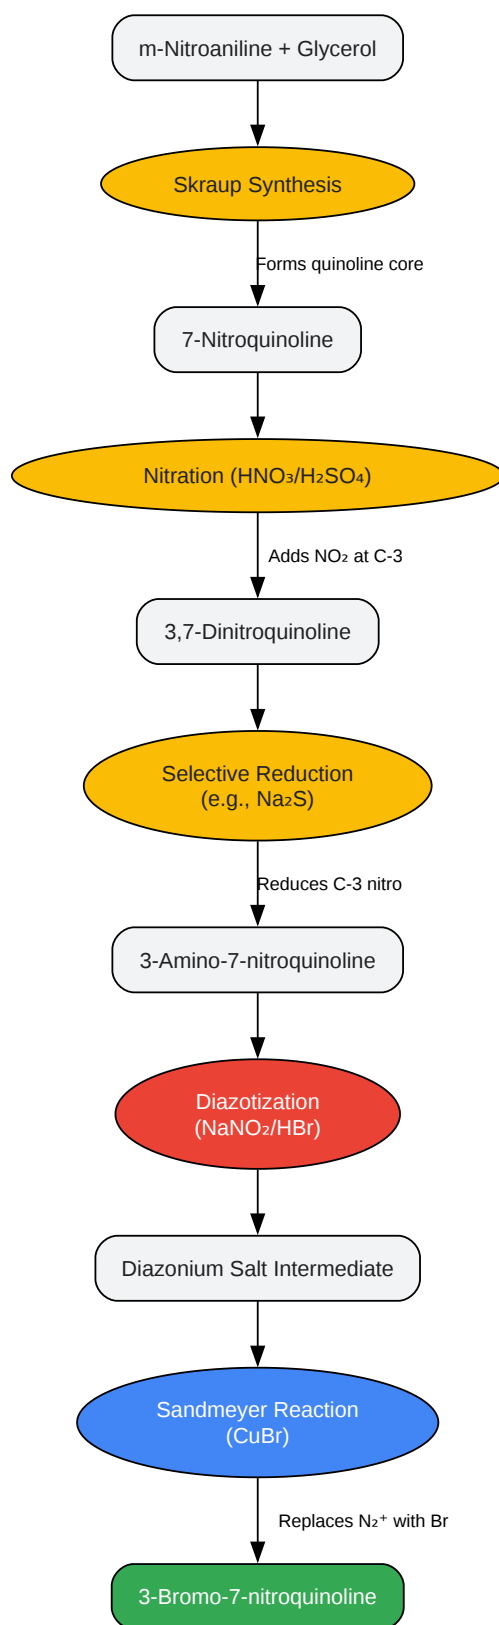 m-Nitroaniline + Glycerol
Skraup Synthesis
Forms quinoline core
7-Nitroquinoline
Nitration (HNO₃/H₂SO₄)
Adds NO₂ at C-3
3,7-Dinitroquinoline
Selective Reduction
(e.g., Na₂S)
Reduces C-3 nitro
3-Amino-7-nitroquinoline
Diazotization
(NaNO₂/HBr)
Diazonium Salt Intermediate
Sandmeyer Reaction
(CuBr)
Replaces N₂⁺ with Br
3-Bromo-7-nitroquinoline